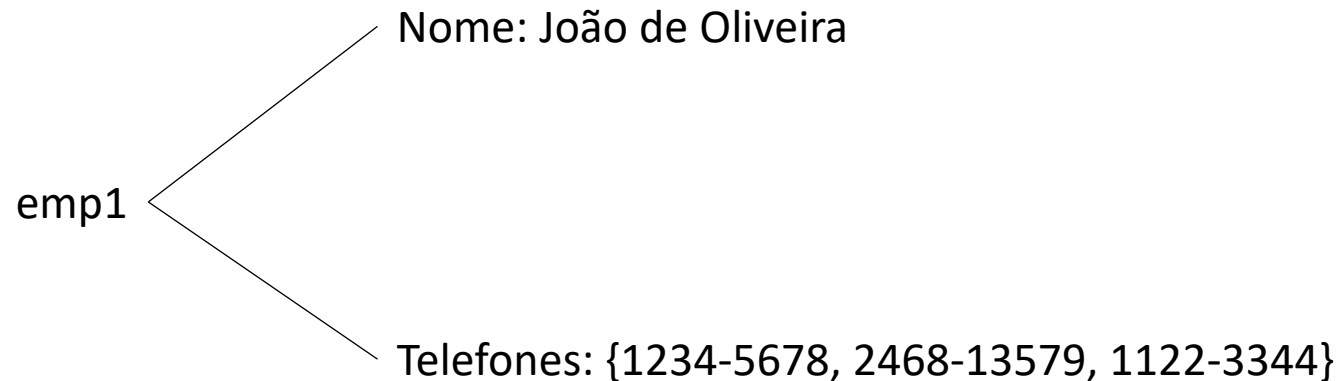 Nome: João de Oliveira
emp1
Telefones: {1234-5678, 2468-13579, 1122-3344}